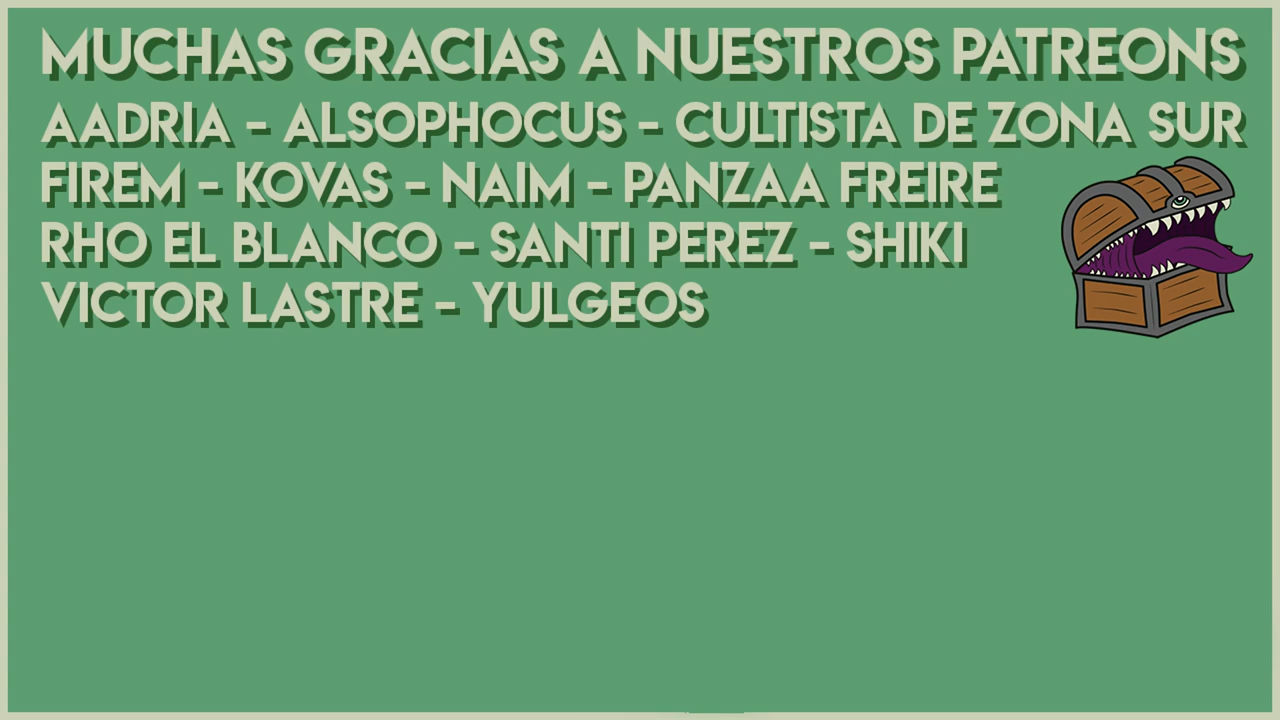 MUCHAS GRACIAS A NUESTROS PATREONS
AADRIA - ALSOPHOCUS - CULTISTA DE ZONA SUR
FIREM - KOVAS - NAIM - PANZAA FREIRE
RHO EL BLANCO - SANTI PEREZ - SHIKI
VICTOR LASTRE - YULGEOS